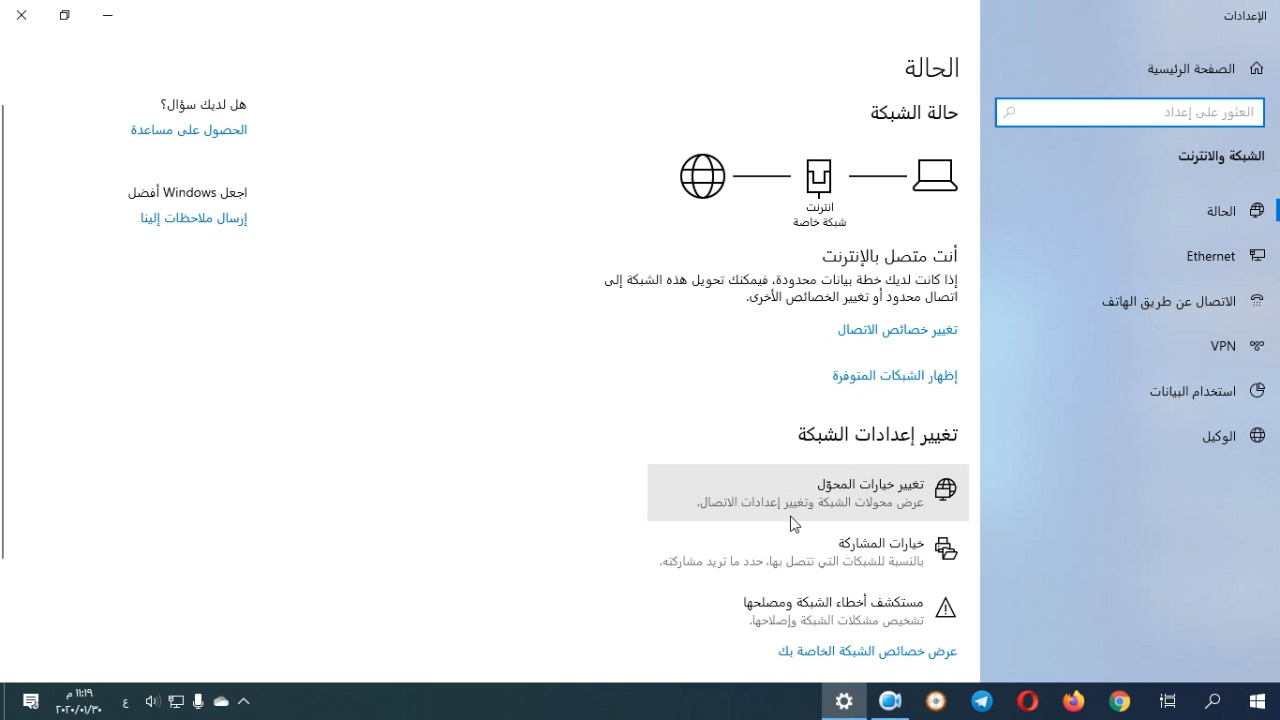 الإعدادات
الصفحة الرئيسية
العثور على إعداد
الشبكة والانترنت
الحالة
Ethernet
الاتصال عن طريق الهاتف
VPN
استخدام البيانات
الوكيل
الحالة
حالة الشبكة
انترنت
شبكة خاصة
أنت متصل بالإنترنت
إذا كانت لديك خطة بيانات محدودة، فيمكنك تحويل هذه الشبكة إلى
اتصال محدود أو تغيير الخصائص الأخرى.
تغيير خصائص الاتصال
إظهار الشبكات المتوفرة
تغيير إعدادات الشبكة
تغيير خيارات المحوّل
عرض محولات الشبكة وتغيير إعدادات الاتصال.
خيارات المشاركة
بالنسبة للشبكات التي تتصل بها، حدد ما تريد مشاركته.
مستكشف أخطاء الشبكة ومصلحها
تشخيص مشكلات الشبكة وإصلاحها.
عرض خصائص الشبكة الخاصة بك
هل لديك سؤال؟
الحصول على مساعدة
اجعل Windows أفضل
إرسال ملاحظات إلينا
ع
١١:١٩ م
٢٠٢٠/٠١/٣٠